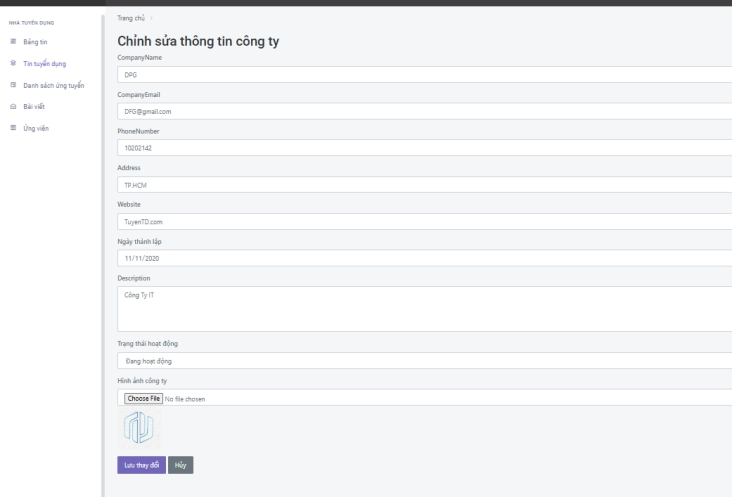 NHÀ TUYỂN DỤNG
Bảng tin
Tin tuyển dụng
Danh sách ứng tuyển
Bài viết
Ứng viên
Trang chủ
Chỉnh sửa thông tin công ty
CompanyName
DPG
CompanyEmail
DFG@gmail.com
PhoneNumber
10202142
Address
TP.HCM
Website
TuyenTD.com
Ngày thành lập
11/11/2020
Description
Công Ty IT
Trạng thái hoạt động
Đang hoạt động
Hình ảnh công ty
Choose File No file chosen
Lưu thay đổi Hủy